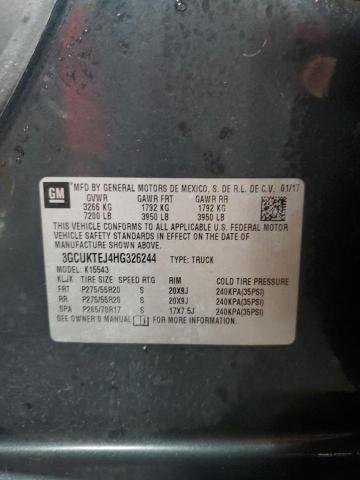 GM
MFD BY GENERAL MOTORS DE MEXICO, S. DE R.L. DE C.V. 01/17
GVWR GAWR FRT GAWR RR
3266 KG 1792 KG 1792 KG
7200 LB 3950 LB 3950 LB
THIS VEHICLE CONFORMS TO ALL APPLICABLE
U.S. FEDERAL MOTOR
VEHICLE SAFETY STANDARDS IN EFFECT ON THE DATE
OF MANUFACTURE SHOWN ABOVE.
3GCUKTEJ4HG326244 TYPE: TRUCK
MODEL: K15543
KLJK TIRE SIZE SPEED RTG RIM COLD TIRE PRESSURE
FRT P275/55R20 S 20X9J 240KPA(35PSI)
RR P275/55R20 S 20X9J 240KPA(35PSI)
SPA P265/70R17 S 17X7.5J 240KPA(35PSI)
SEE OWNER'S MANUAL FOR MORE INFORMATION.